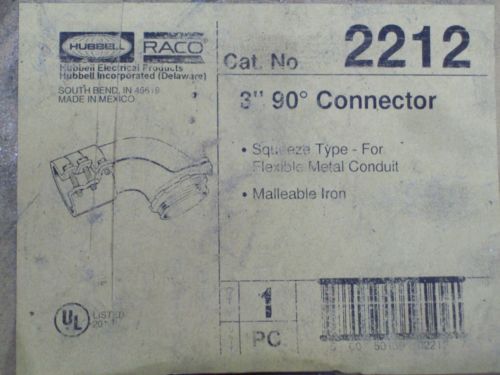 HUBBELL
RACO
Hubbell Electrical Products
Hubbell Incorporated (Delaware)
SOUTH BEND, IN
MADE IN MEXICO
Cat. No 2212
3" 90° Connector
• Squeeze Type - For
Flexible Metal Conduit
• Malleable Iron
UL
LISTED
1
PC